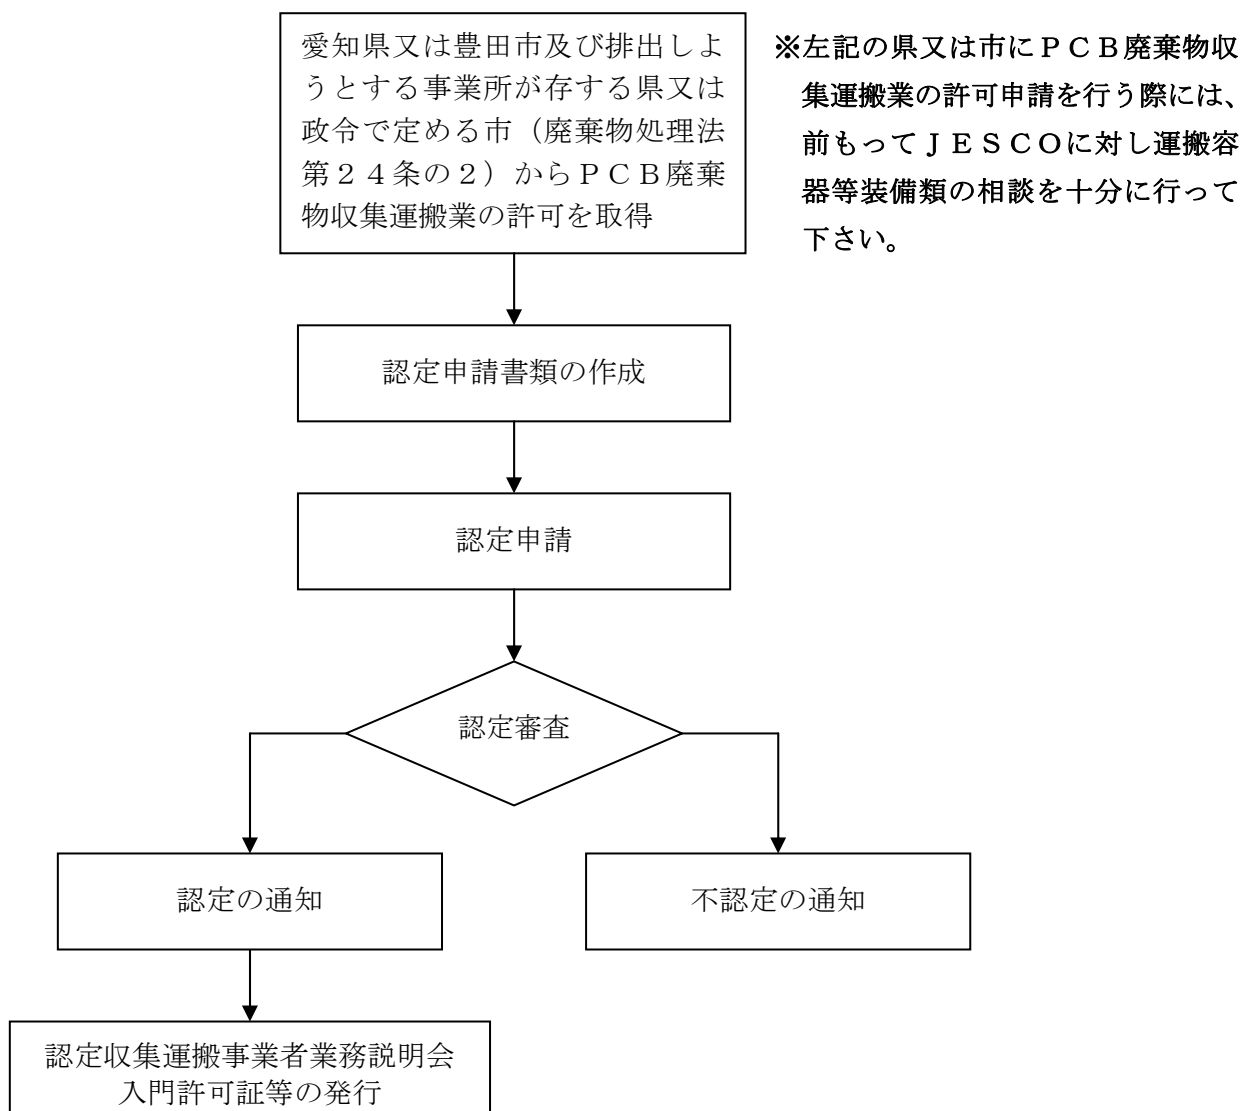 愛知県又は豊田市及び排出しよ
うとする事業所が存する県又は
政令で定める市（廃棄物処理法
第２４条の２）からＰＣＢ廃棄
物収集運搬業の許可を取得
※左記の県又は市にＰＣＢ廃棄物収
集運搬業の許可申請を行う際には、
前もってＪＥＳＣＯに対し運搬容
器等装備類の相談を十分に行って
下さい。
認定申請書類の作成
認定申請
認定審査
認定の通知
不認定の通知
認定収集運搬事業者業務説明会
入門許可証等の発行